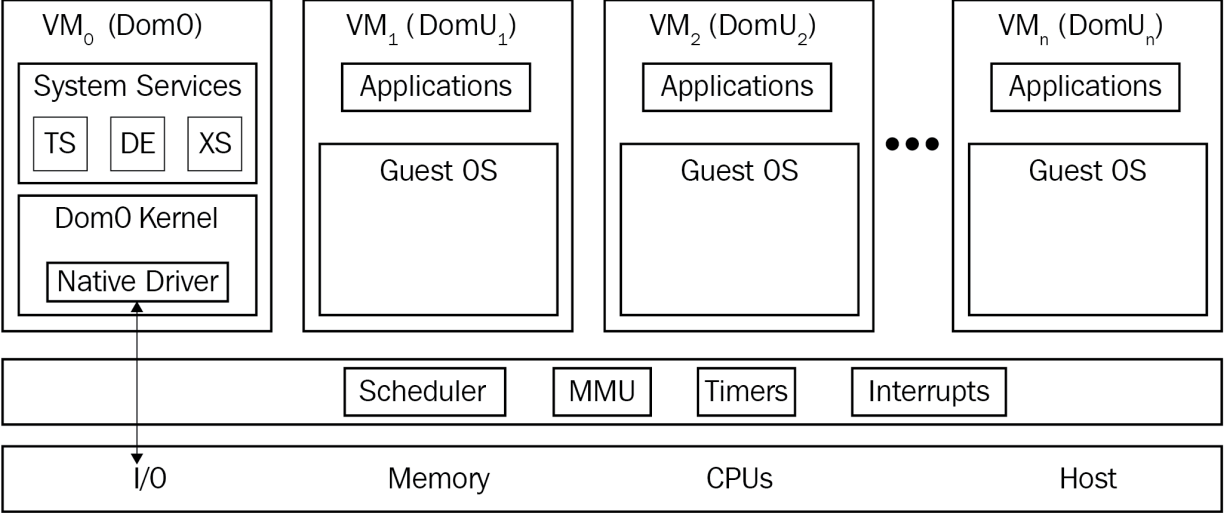 VM0 (Dom0)
System Services
TS DE XS
Dom0 Kernel
Native Driver
VM1 (DomU1)
Applications
Guest OS
VM2 (DomU2)
Applications
Guest OS
•••
VMn (DomUn)
Applications
Guest OS
Scheduler MMU Timers Interrupts
I/O Memory CPUs Host